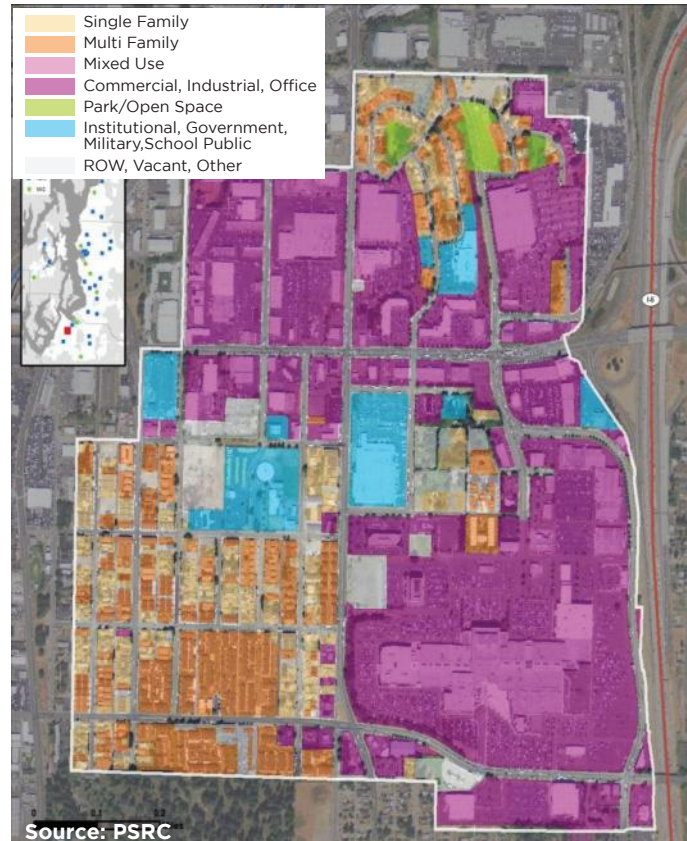 Single Family
Multi Family
Mixed Use
Commercial, Industrial, Office
Park/Open Space
Institutional, Government,
Military,School Public
ROW, Vacant, Other
I-5
0
0.1
0.2
Source: PSRC